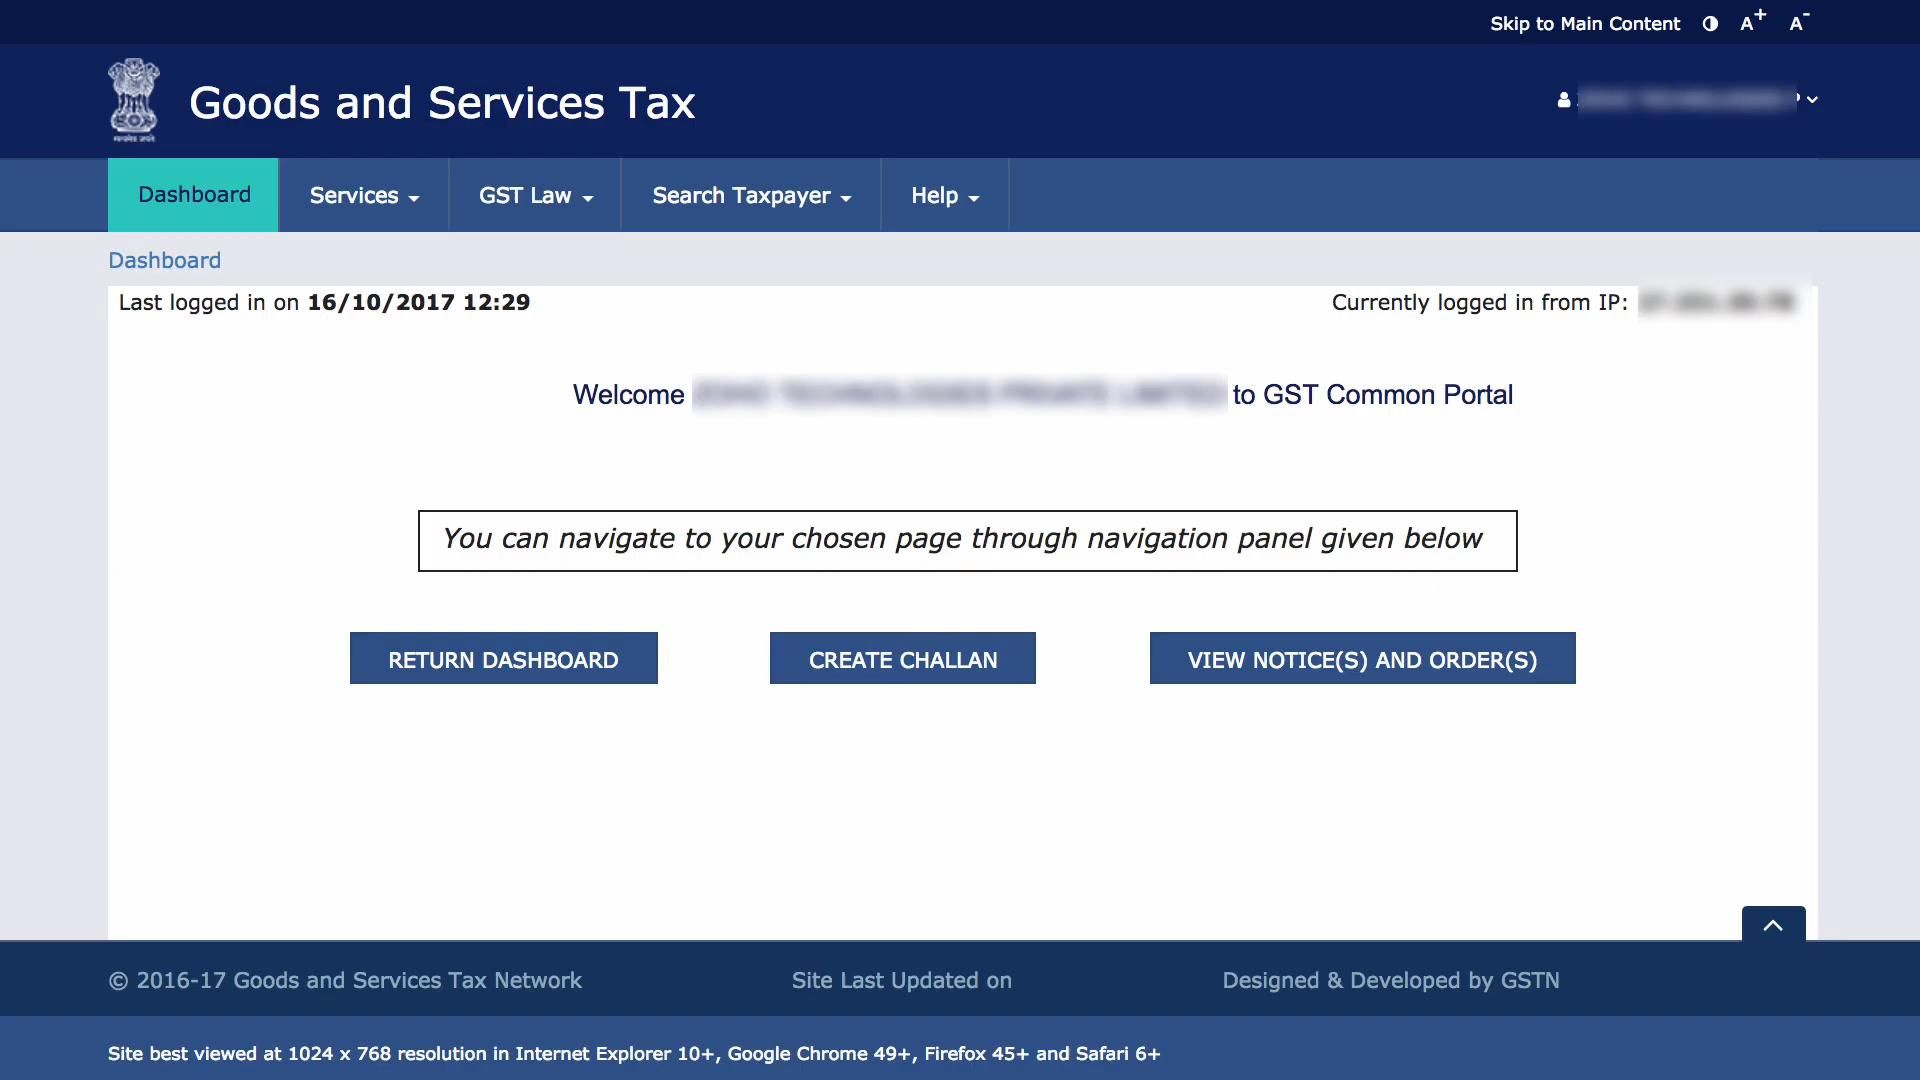 Skip to Main Content A+ A-
Goods and Services Tax
Dashboard Services GST Law Search Taxpayer Help
Dashboard
Last logged in on 16/10/2017 12:29 Currently logged in from IP:
Welcome to GST Common Portal
You can navigate to your chosen page through navigation panel given below
RETURN DASHBOARD CREATE CHALLAN VIEW NOTICE(S) AND ORDER(S)
© 2016-17 Goods and Services Tax Network Site Last Updated on Designed & Developed by GSTN
Site best viewed at 1024 x 768 resolution in Internet Explorer 10+, Google Chrome 49+, Firefox 45+ and Safari 6+